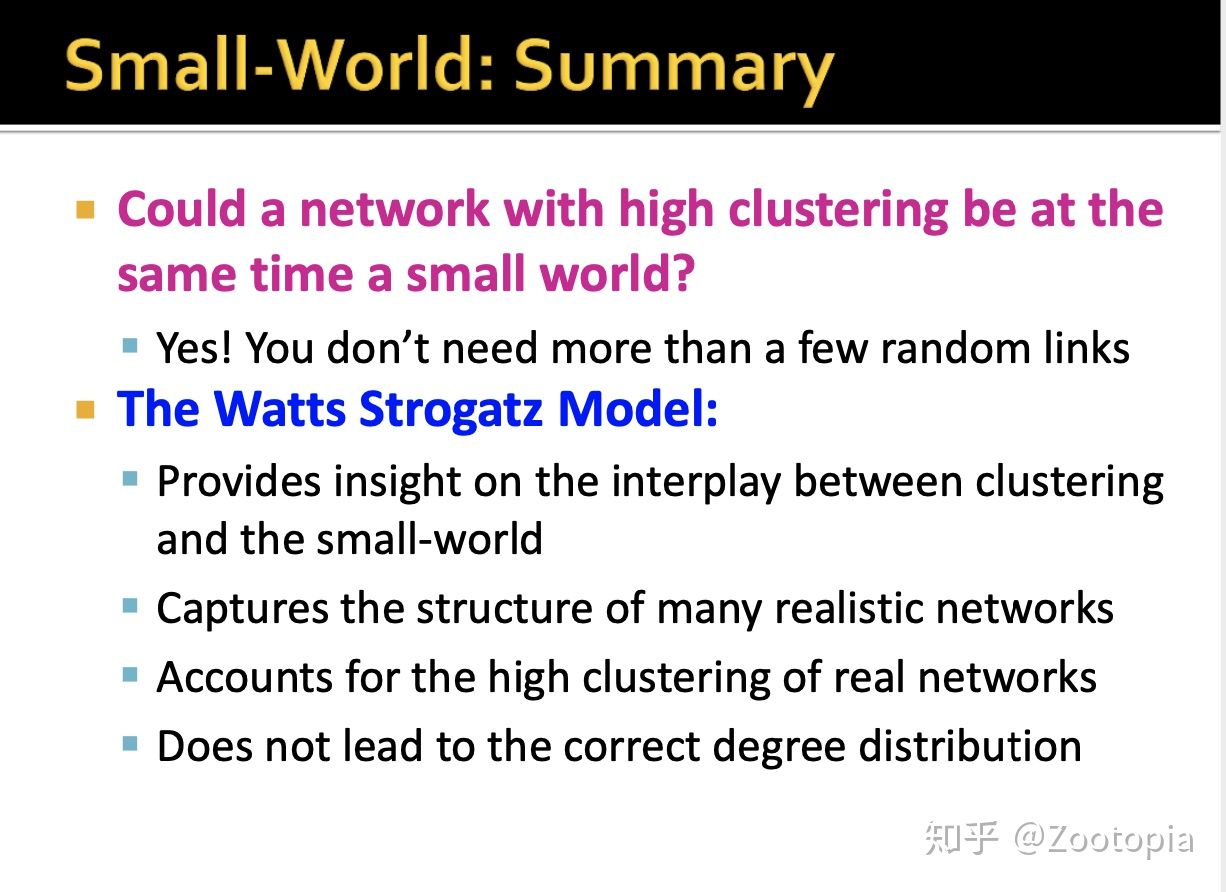 Small-World: Summary
Could a network with high clustering be at the
same time a small world?
Yes! You don’t need more than a few random links
The Watts Strogatz Model:
Provides insight on the interplay between clustering
and the small-world
Captures the structure of many realistic networks
Accounts for the high clustering of real networks
Does not lead to the correct degree distribution
知乎 @Zootopia